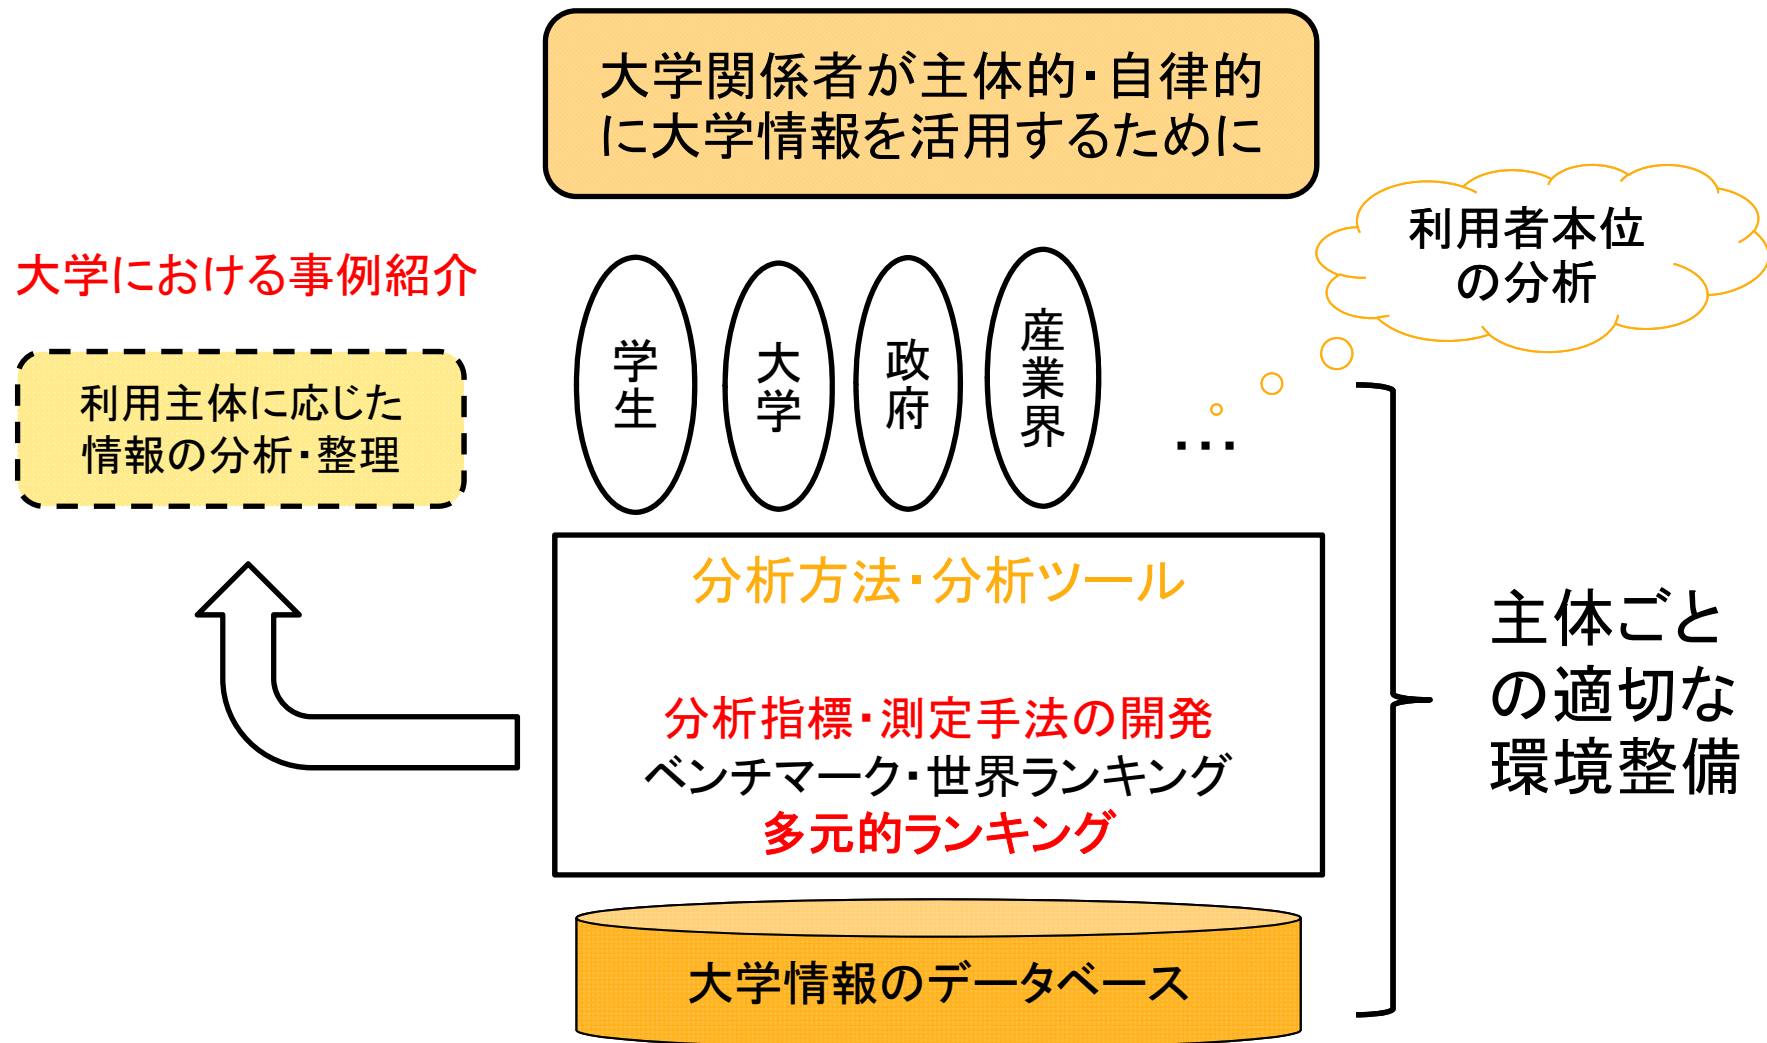 大学関係者が主体的・自律的
に大学情報を活用するために
利用者本位
の分析
大学における事例紹介
利用主体に応じた
情報の分析・整理
学生
大学
政府
産業界
...
分析方法・分析ツール
分析指標・測定手法の開発
ベンチマーク・世界ランキング
多元的ランキング
主体ごと
の適切な
環境整備
大学情報のデータベース